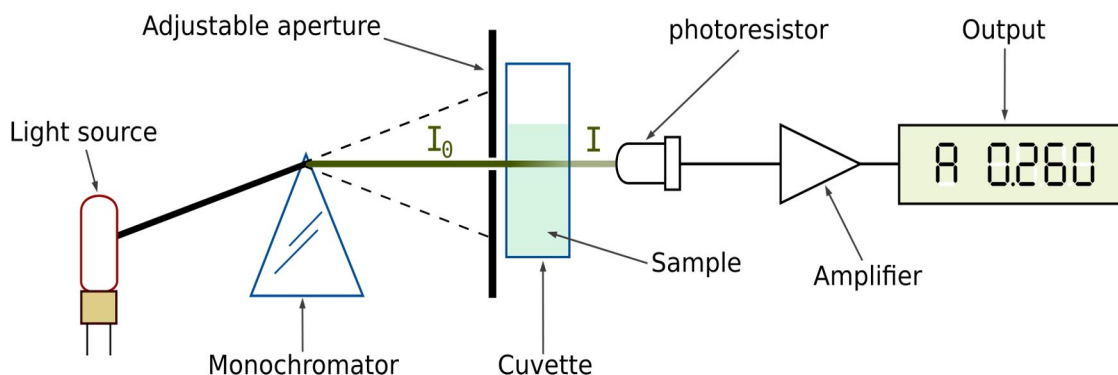 Adjustable aperture
photoresistor
Output
Light source
I₀
I
A 0.260
Sample
Amplifier
Monochromator
Cuvette